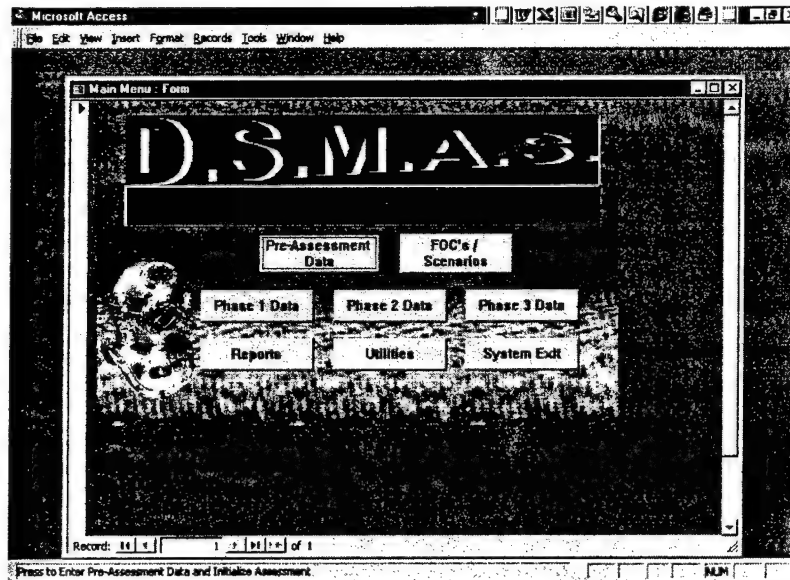 Microsoft Access
File Edit View Insert Format Records Tools Window Help
Main Menu : Form
D.S.M.A.S.
Pre-Assessment Data
FOC's / Scenarios
Phase 1 Data Phase 2 Data Phase 3 Data
Reports Utilities System Exit
Record: 1 of 1
Press to Enter Pre-Assessment Data and Initialize Assessment NUM